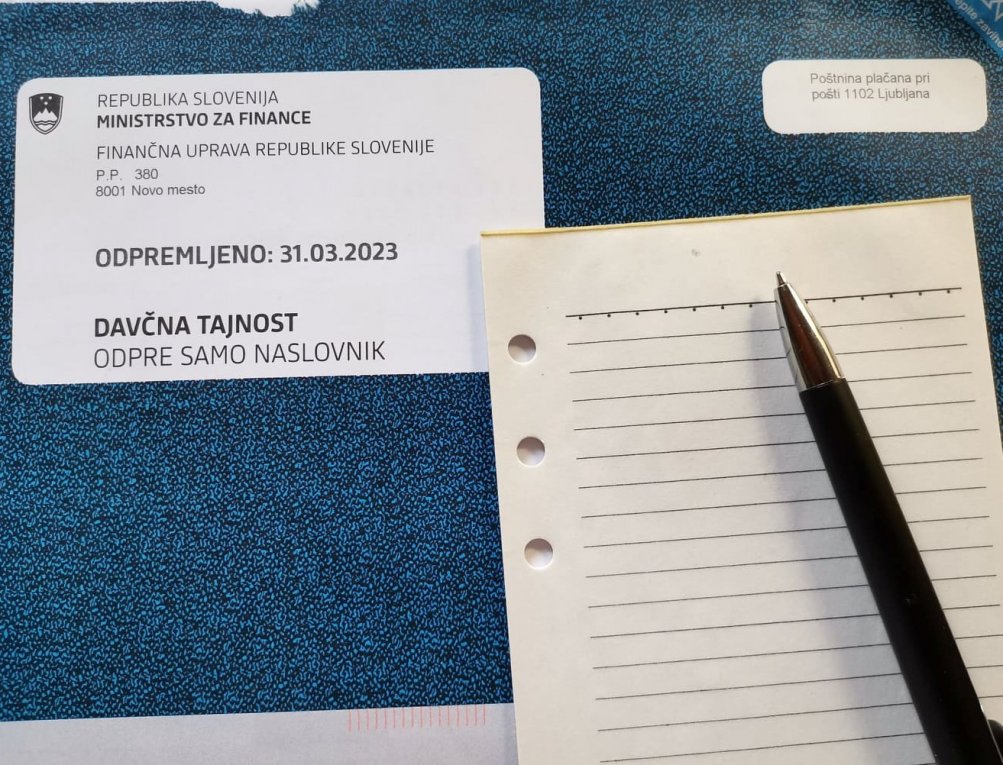 REPUBLIKA SLOVENIJA
MINISTRSTVO ZA FINANCE
FINANČNA UPRAVA REPUBLIKE SLOVENIJE
P.P. 380
8001 Novo mesto
ODPREMLJENO: 31.03.2023
DAVČNA TAJNOST
ODPRE SAMO NASLOVNIK
Poštnina plačana pri
pošti 1102 Ljubljana